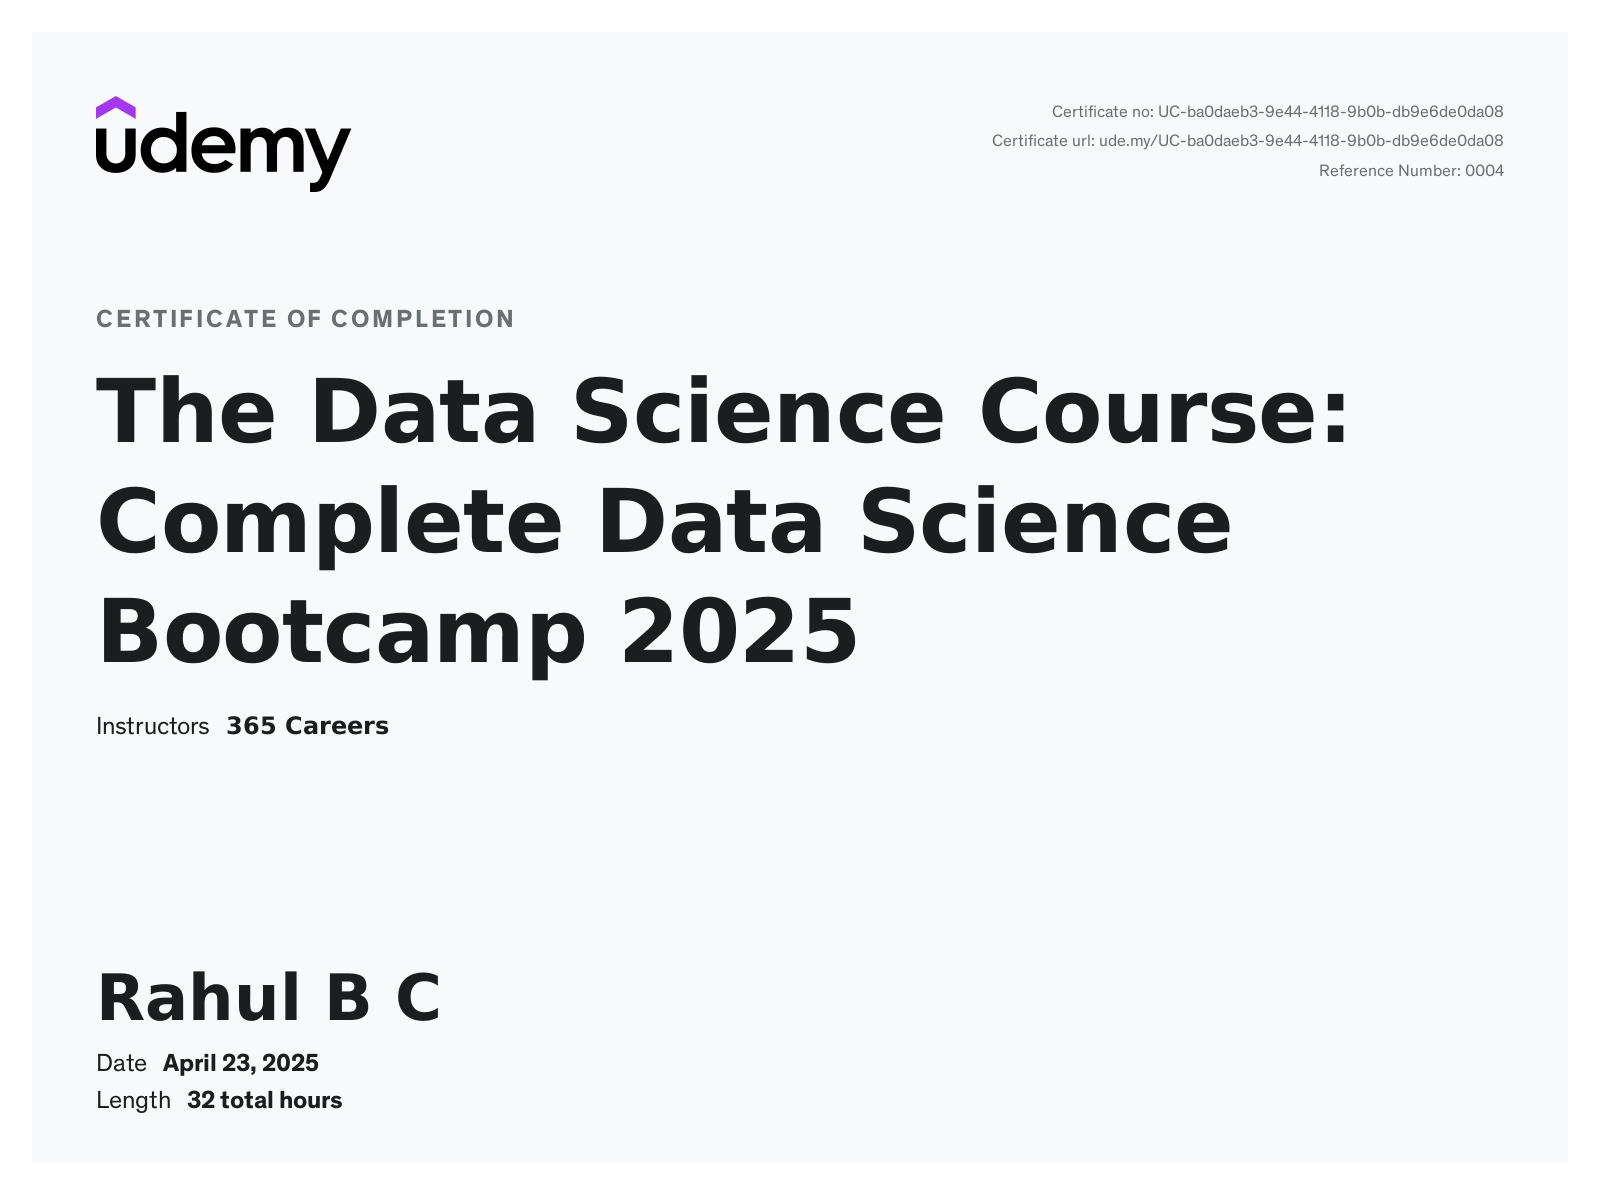 udemy
Certificate no: UC-ba0daeb3-9e44-4118-9b0b-db9e6de0da08
Certificate url: ude.my/UC-ba0daeb3-9e44-4118-9b0b-db9e6de0da08
Reference Number: 0004
CERTIFICATE OF COMPLETION
The Data Science Course:
Complete Data Science
Bootcamp 2025
Instructors 365 Careers
Rahul B C
Date April 23, 2025
Length 32 total hours